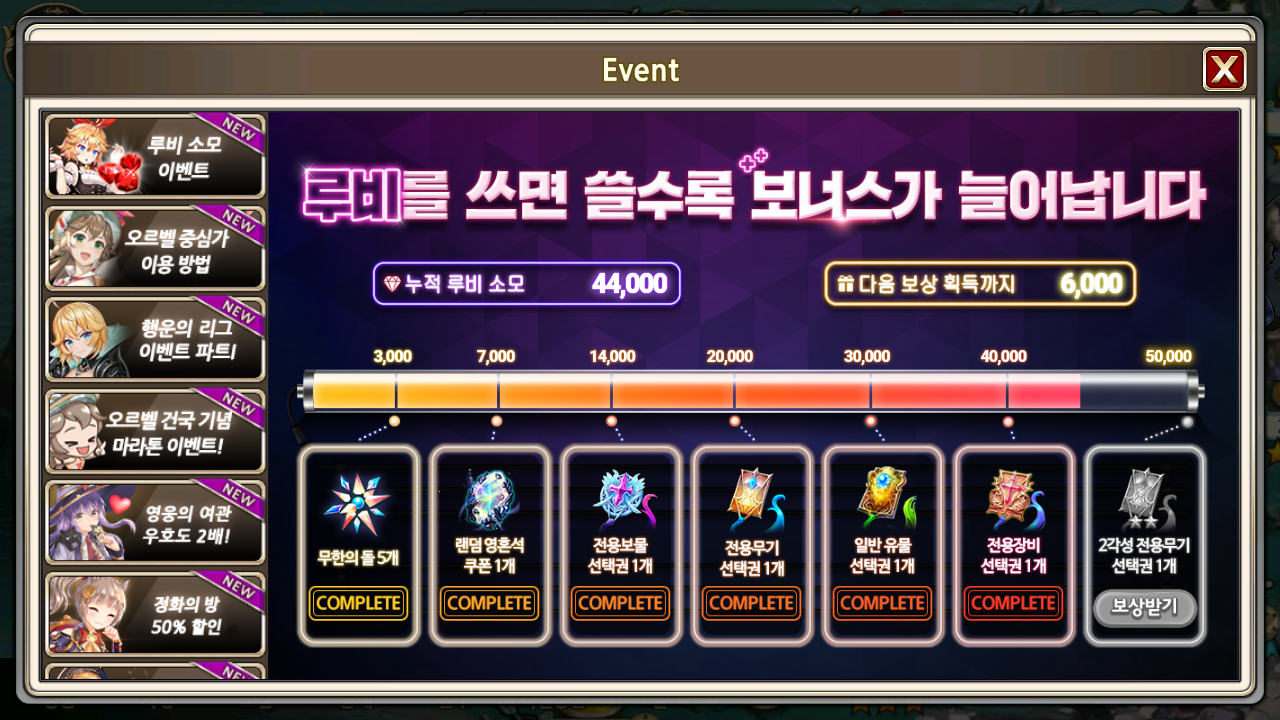 Event
NEW
루비 소모
이벤트
NEW
오르벨 중심가
이용 방법
NEW
행운의 리그
이벤트 파트1
NEW
오르벨 건국 기념
마라톤 이벤트!
NEW
영웅의 여관
우호도 2배!
NEW
정화의 방
50% 할인
루비를 쓰면 쓸수록 보너스가 늘어납니다
누적 루비 소모 44,000
다음 보상 획득까지 6,000
3,000 7,000 14,000 20,000 30,000 40,000 50,000
무한의 돌 5개
COMPLETE
랜덤 영혼석
쿠폰 1개
COMPLETE
전용보물
선택권 1개
COMPLETE
전용무기
선택권 1개
COMPLETE
일반 유물
선택권 1개
COMPLETE
전용장비
선택권 1개
COMPLETE
2각성 전용무기
선택권 1개
보상받기